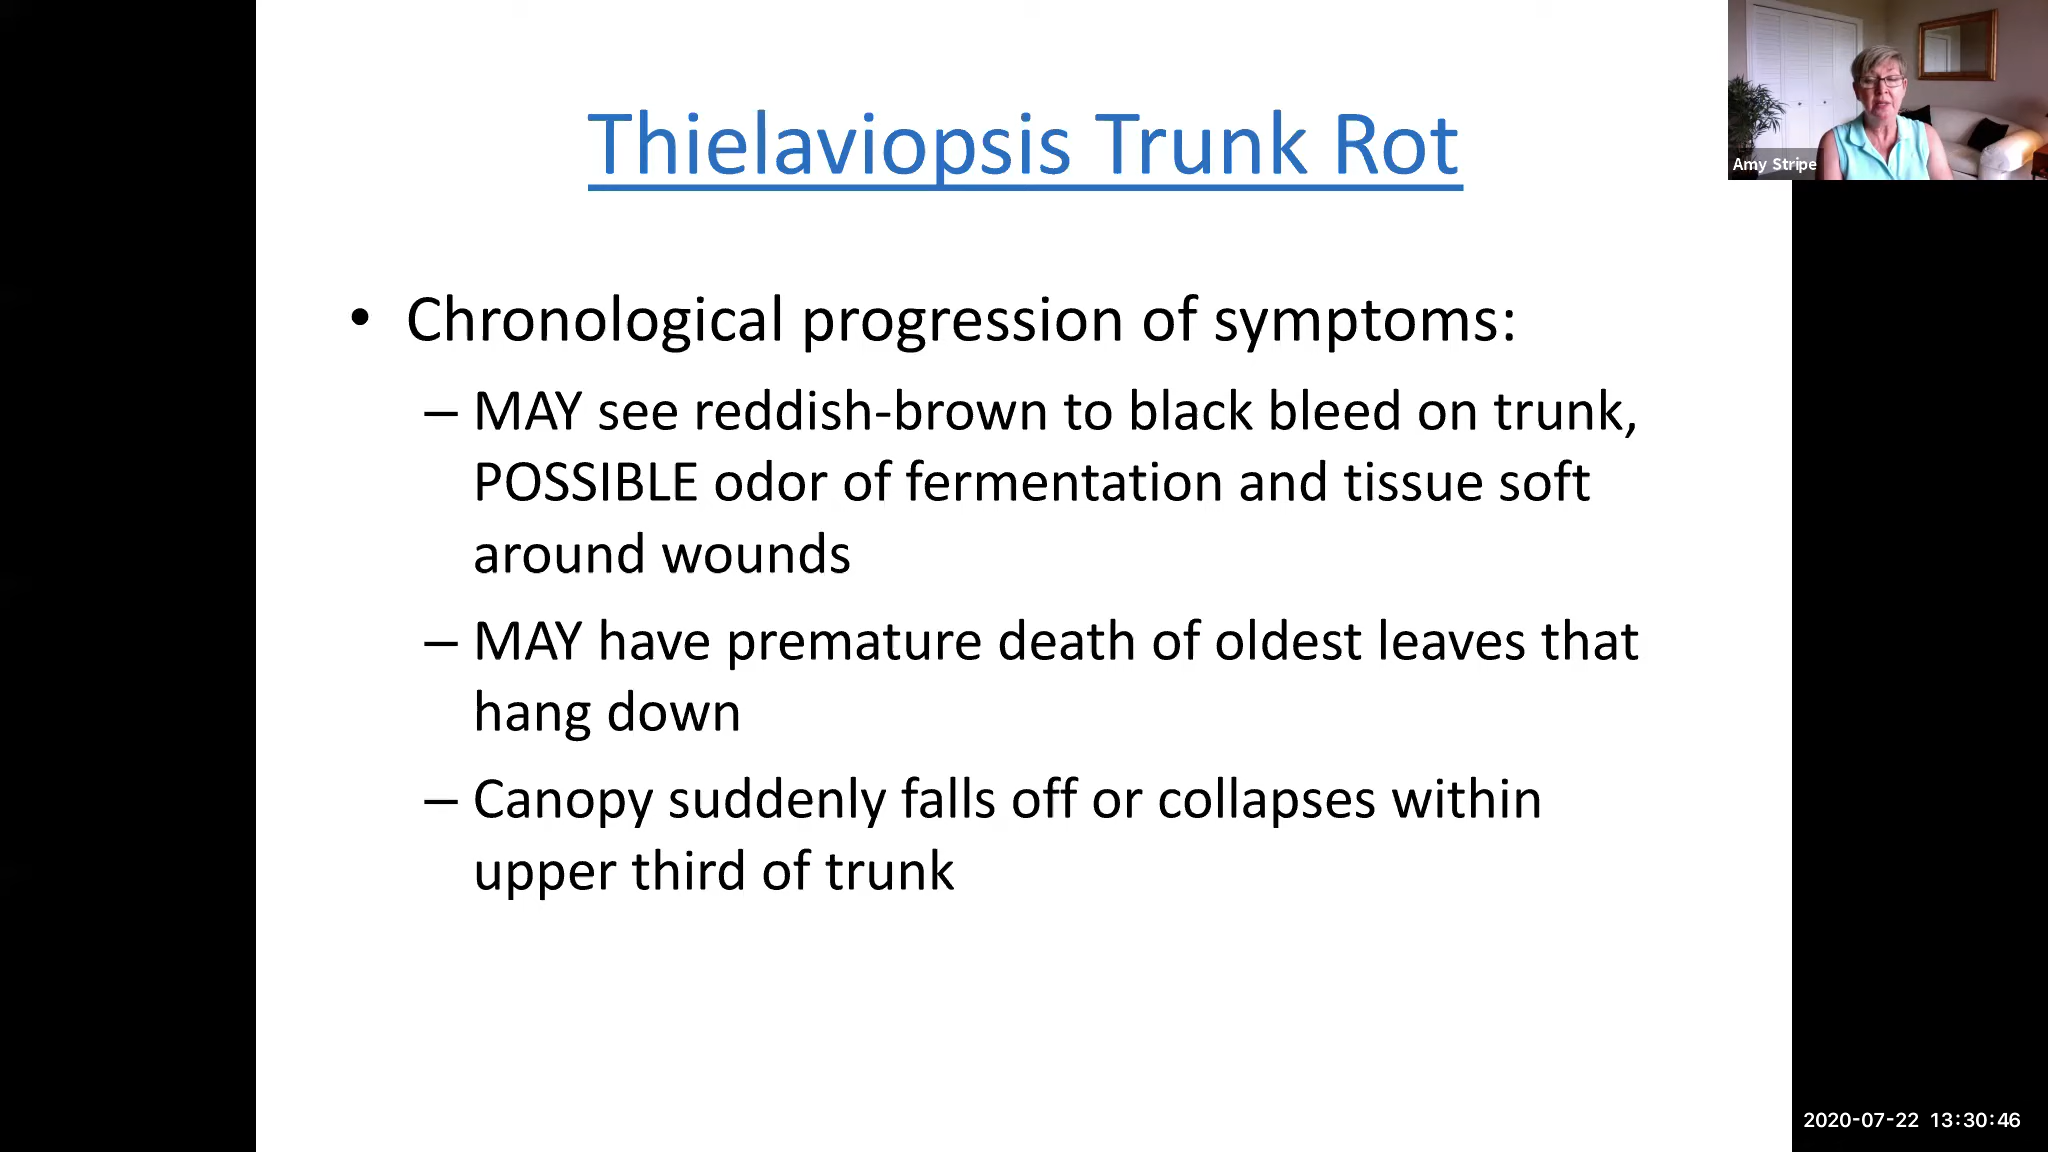 Thielaviopsis Trunk Rot
• Chronological progression of symptoms:
– MAY see reddish-brown to black bleed on trunk,
POSSIBLE odor of fermentation and tissue soft
around wounds
– MAY have premature death of oldest leaves that
hang down
– Canopy suddenly falls off or collapses within
upper third of trunk
Amy Stripe
2020-07-22 13:30:46